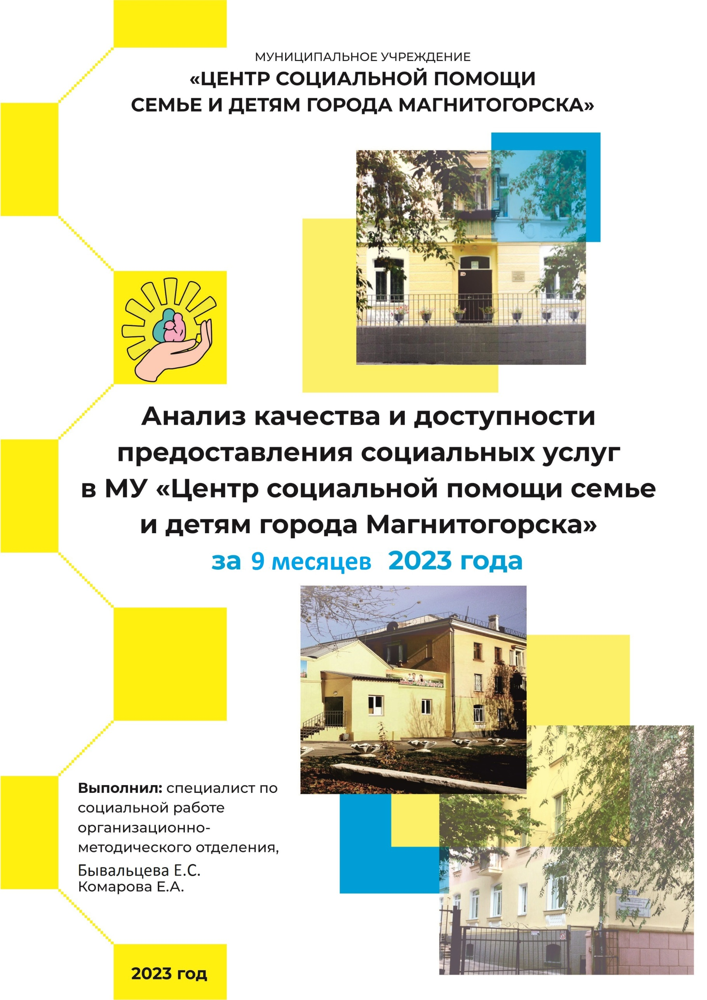 МУНИЦИПАЛЬНОЕ УЧРЕЖДЕНИЕ
«ЦЕНТР СОЦИАЛЬНОЙ ПОМОЩИ
СЕМЬЕ И ДЕТЯМ ГОРОДА МАГНИТОГОРСКА»
Анализ качества и доступности
предоставления социальных услуг
в МУ «Центр социальной помощи семье
и детям города Магнитогорска»
за 9 месяцев 2023 года
Выполнил: специалист по
социальной работе
организационно-
методического отделения,
Бывальцева Е.С.
Комарова Е.А.
2023 год